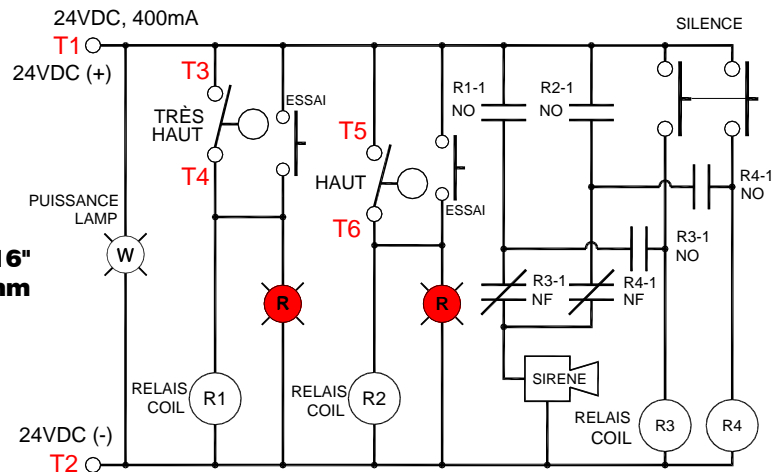 24VDC, 400mA
T1
24VDC (+)
T3
TRÈS
HAUT
T4
ESSAI
T5
HAUT
T6
ESSAI
SILENCE
R1-1
NO
R2-1
NO
R4-1
NO
R3-1
NO
R3-1
NF
R4-1
NF
PUISSANCE
LAMP
W
6"
mm
R
R
RELAIS
COIL
R1
RELAIS
COIL
R2
SIRENE
RELAIS
COIL
R3
R4
24VDC (-)
T2